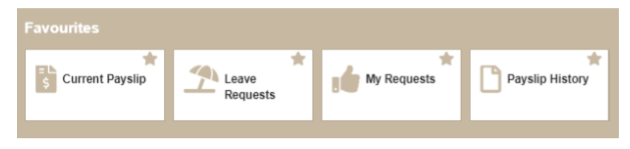 Favourites
Current Payslip
Leave
Requests
My Requests
Payslip History